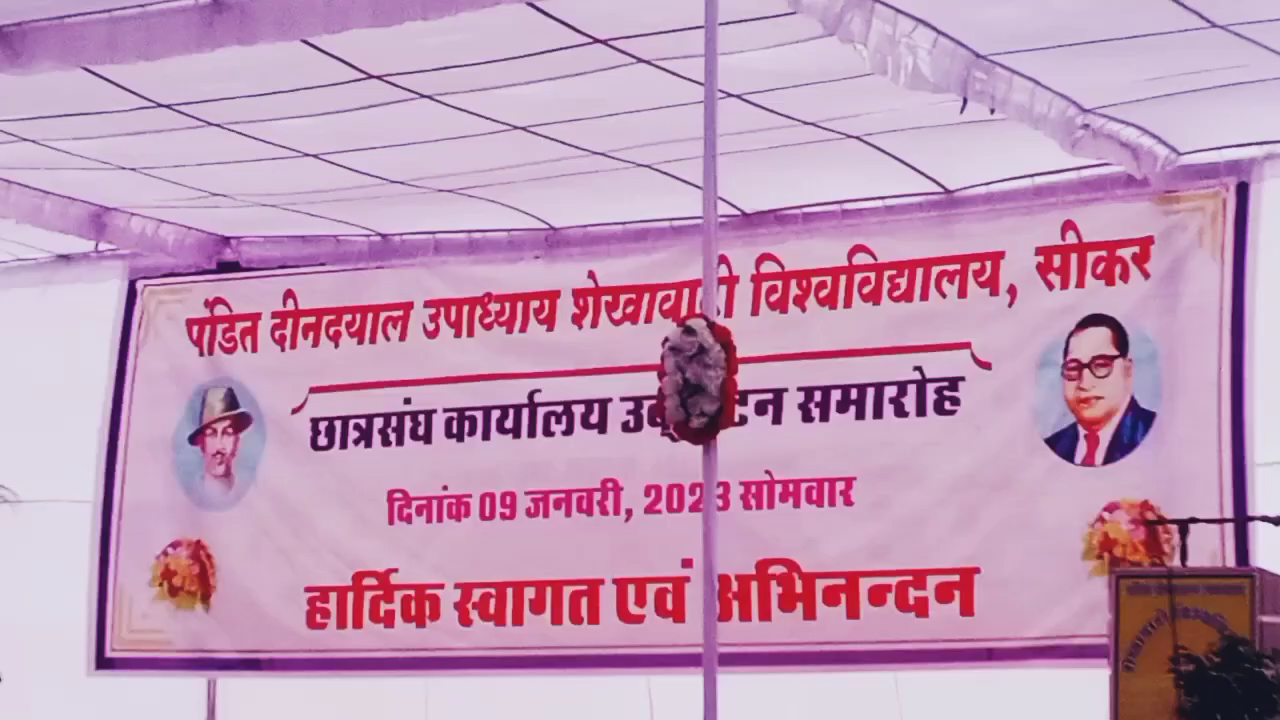 पंडित दीनदयाल उपाध्याय शेखावाटी विश्वविद्यालय, सीकर
छात्रसंघ कार्यालय समारोह
दिनांक 09 जनवरी, 2023 सोमवार
हार्दिक स्वागत एवं अभिनन्दन